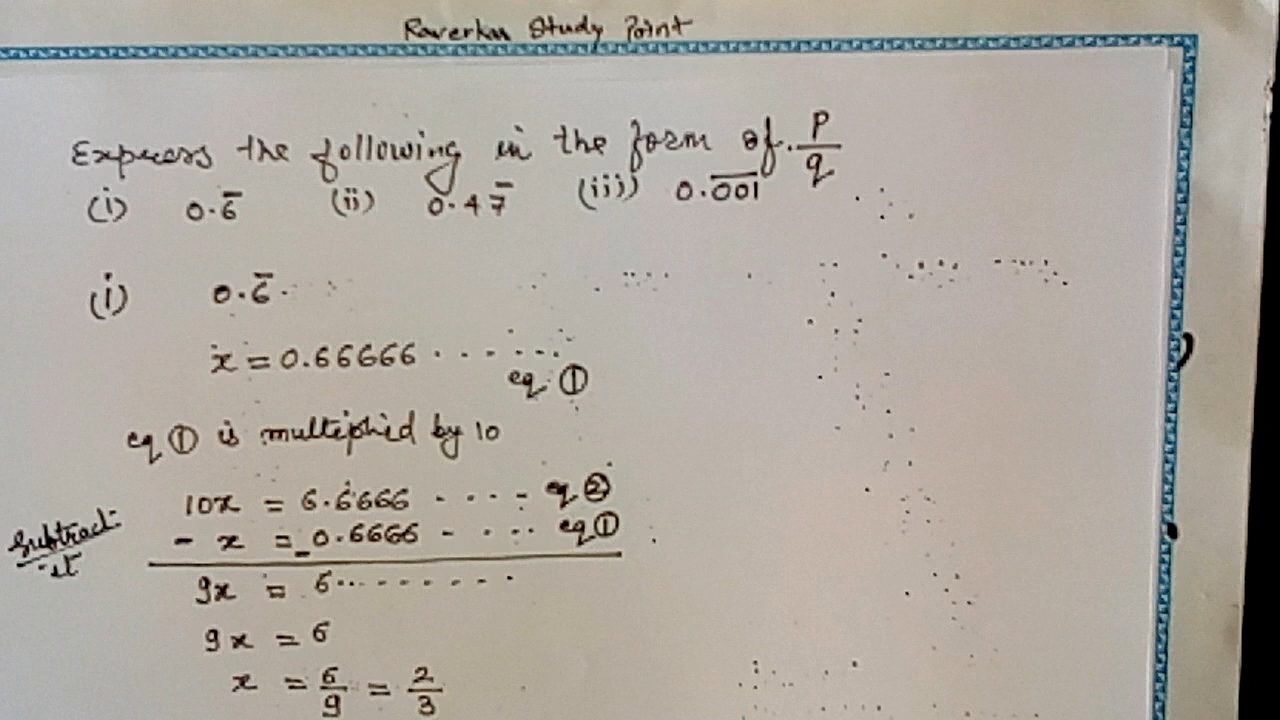 Raverkar Study Point
Express the following in the form of p/q
(i) 0.6̅ (ii) 0.47̅ (iii) 0.0̅0̅1̅
(i) 0.6̅.
x = 0.66666 . . . . . .
eq ①
eq ① is multiplied by 10
10x = 6.6666 - . . . - eq ②
- x = _0.6666 - . . . eq ①
Subtract it
9x = 6 . . . . . . . . .
9x = 6
x = 6/9 = 2/3